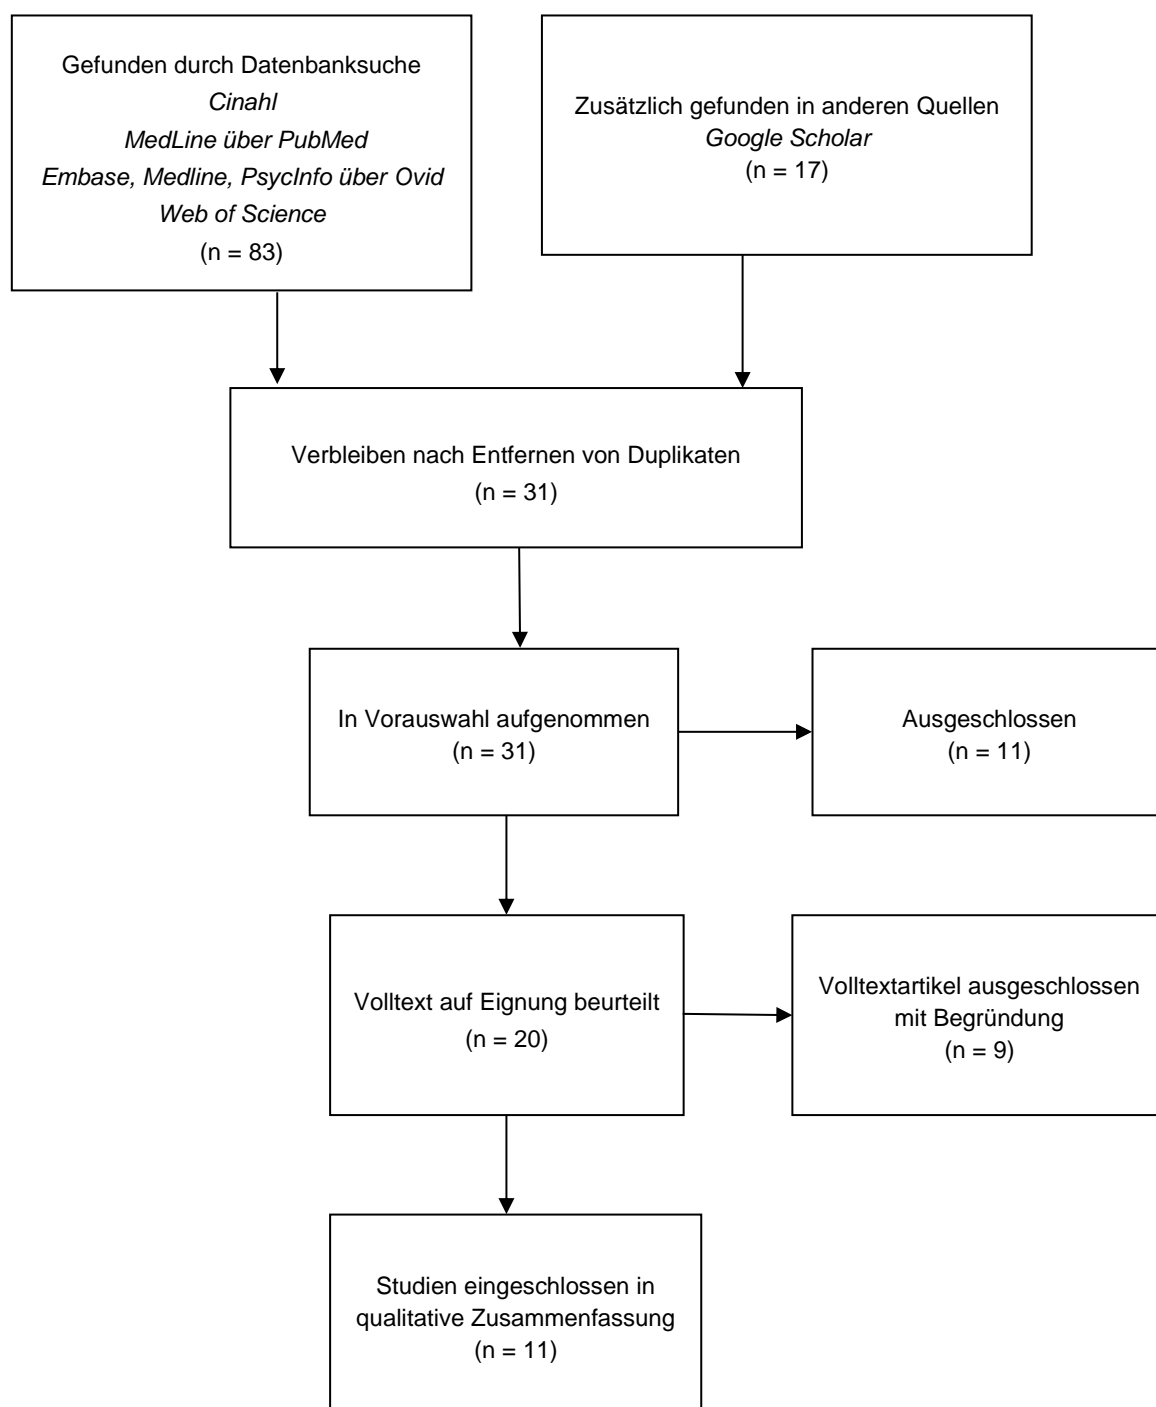 Gefunden durch Datenbanksuche
Cinahl
MedLine über PubMed
Embase, Medline, PsycInfo über Ovid
Web of Science
(n = 83)
Zusätzlich gefunden in anderen Quellen
Google Scholar
(n = 17)
Verbleiben nach Entfernen von Duplikaten
(n = 31)
In Vorauswahl aufgenommen
(n = 31)
Ausgeschlossen
(n = 11)
Volltext auf Eignung beurteilt
(n = 20)
Volltextartikel ausgeschlossen
mit Begründung
(n = 9)
Studien eingeschlossen in
qualitative Zusammenfassung
(n = 11)